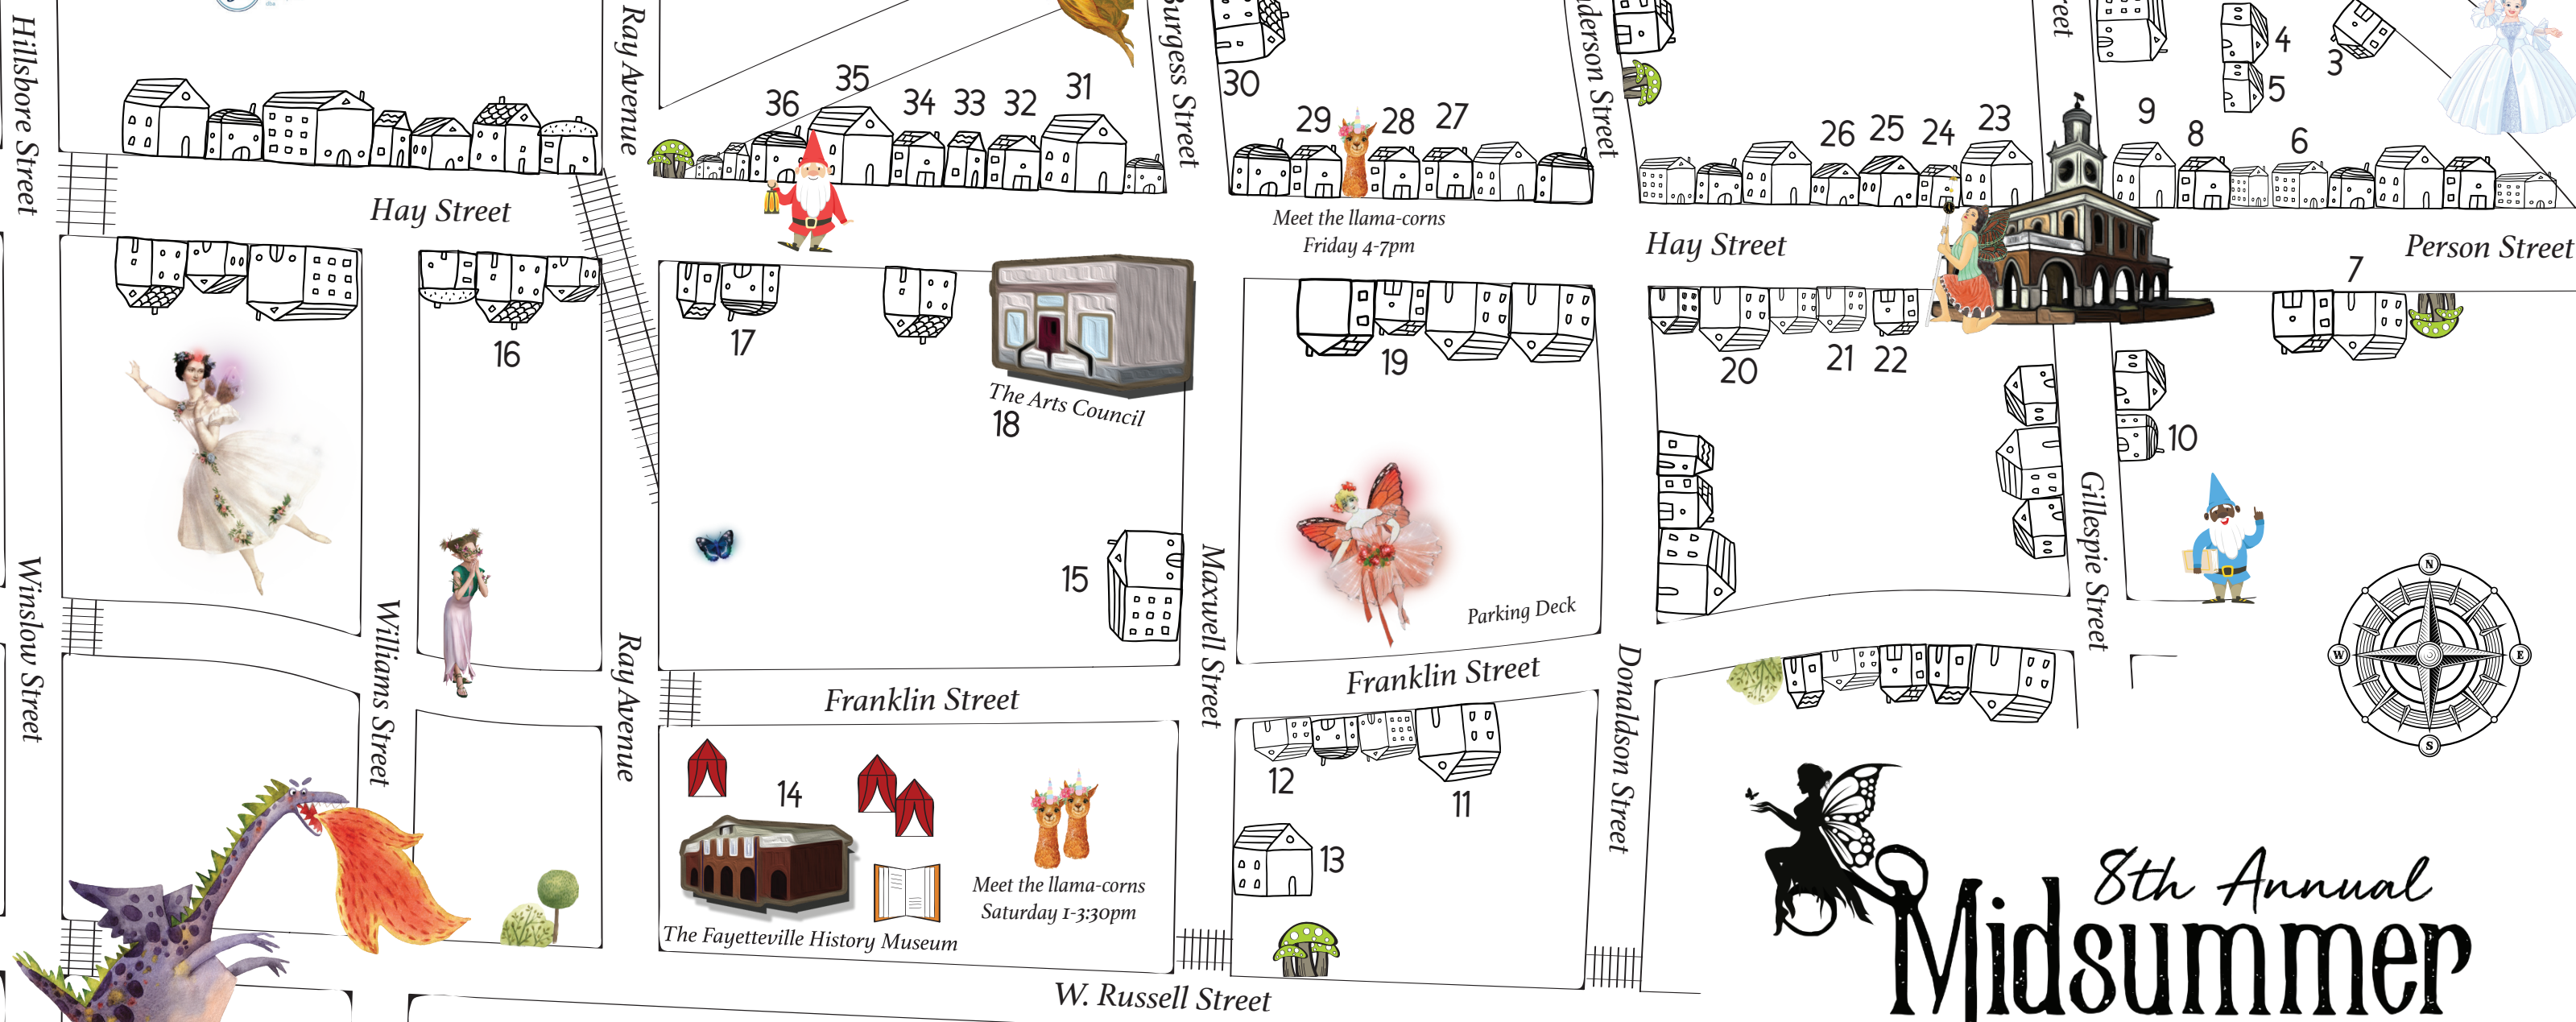 Hillsbore Street
Ray Avenue
35
36
34
33
32
31
30
29
28
27
26
25
24
23
9
8
6
4
5
3
Hay Street
Meet the llama-corns
Friday 4-7pm
Hay Street
Person Street
7
16
17
The Arts Council
18
19
20
21
22
10
15
Parking Deck
Winslow Street
Williams Street
Ray Avenue
Maxwell Street
Gillespie Street
Donaldson Street
Franklin Street
Franklin Street
N
W
E
S
14
12
11
13
Meet the llama-corns
Saturday 1-3:30pm
The Fayetteville History Museum
W. Russell Street
8th Annual
Midsummer